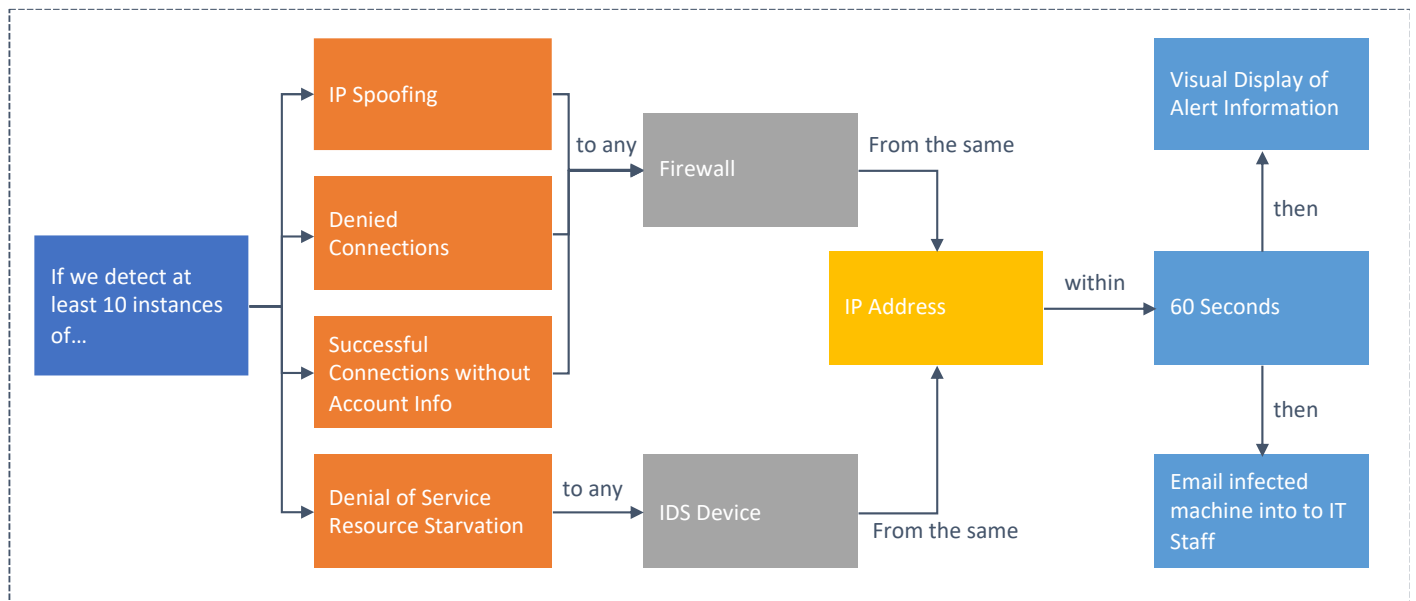 If we detect at
least 10 instances
of…
IP Spoofing
Denied
Connections
Successful
Connections without
Account Info
Denial of Service
Resource Starvation
to any
to any
Firewall
IDS Device
From the same
From the same
IP Address
within
60 Seconds
then
then
Visual Display of
Alert Information
Email infected
machine into to IT
Staff